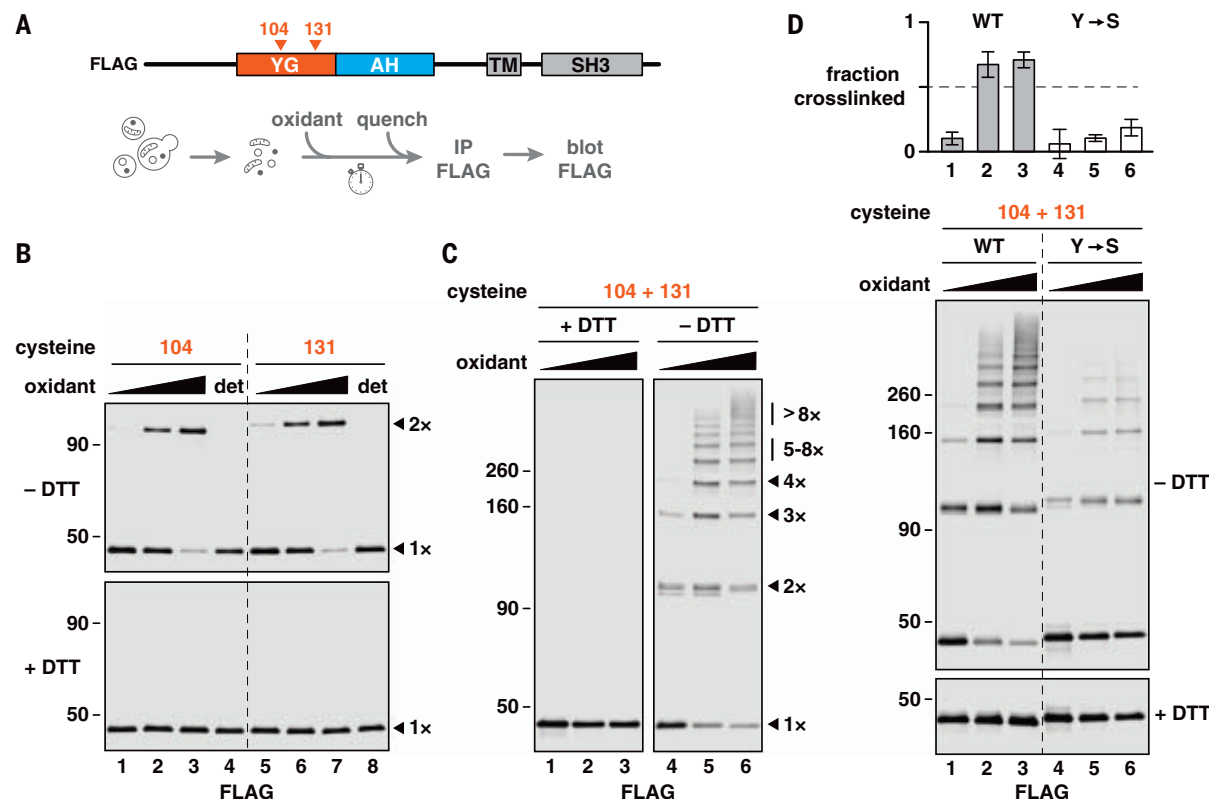 A
104 131
FLAG YG AH TM SH3
oxidant quench
IP FLAG
blot FLAG
B
cysteine 104 131
oxidant det det
90 –
– DTT
50 –
2×
1×
90 –
+ DTT
50 –
1×
1 2 3 4 5 6 7 8
FLAG
C
cysteine 104 + 131
+ DTT – DTT
oxidant
260 –
160 –
90 –
50 –
>8×
5-8×
4×
3×
2×
1×
1 2 3 4 5 6
FLAG
D
WT Y→S
1
fraction crosslinked
0
1 2 3 4 5 6
cysteine 104 + 131
WT Y→S
oxidant
260 –
160 –
90 –
50 –
– DTT
50 –
+ DTT
1 2 3 4 5 6
FLAG